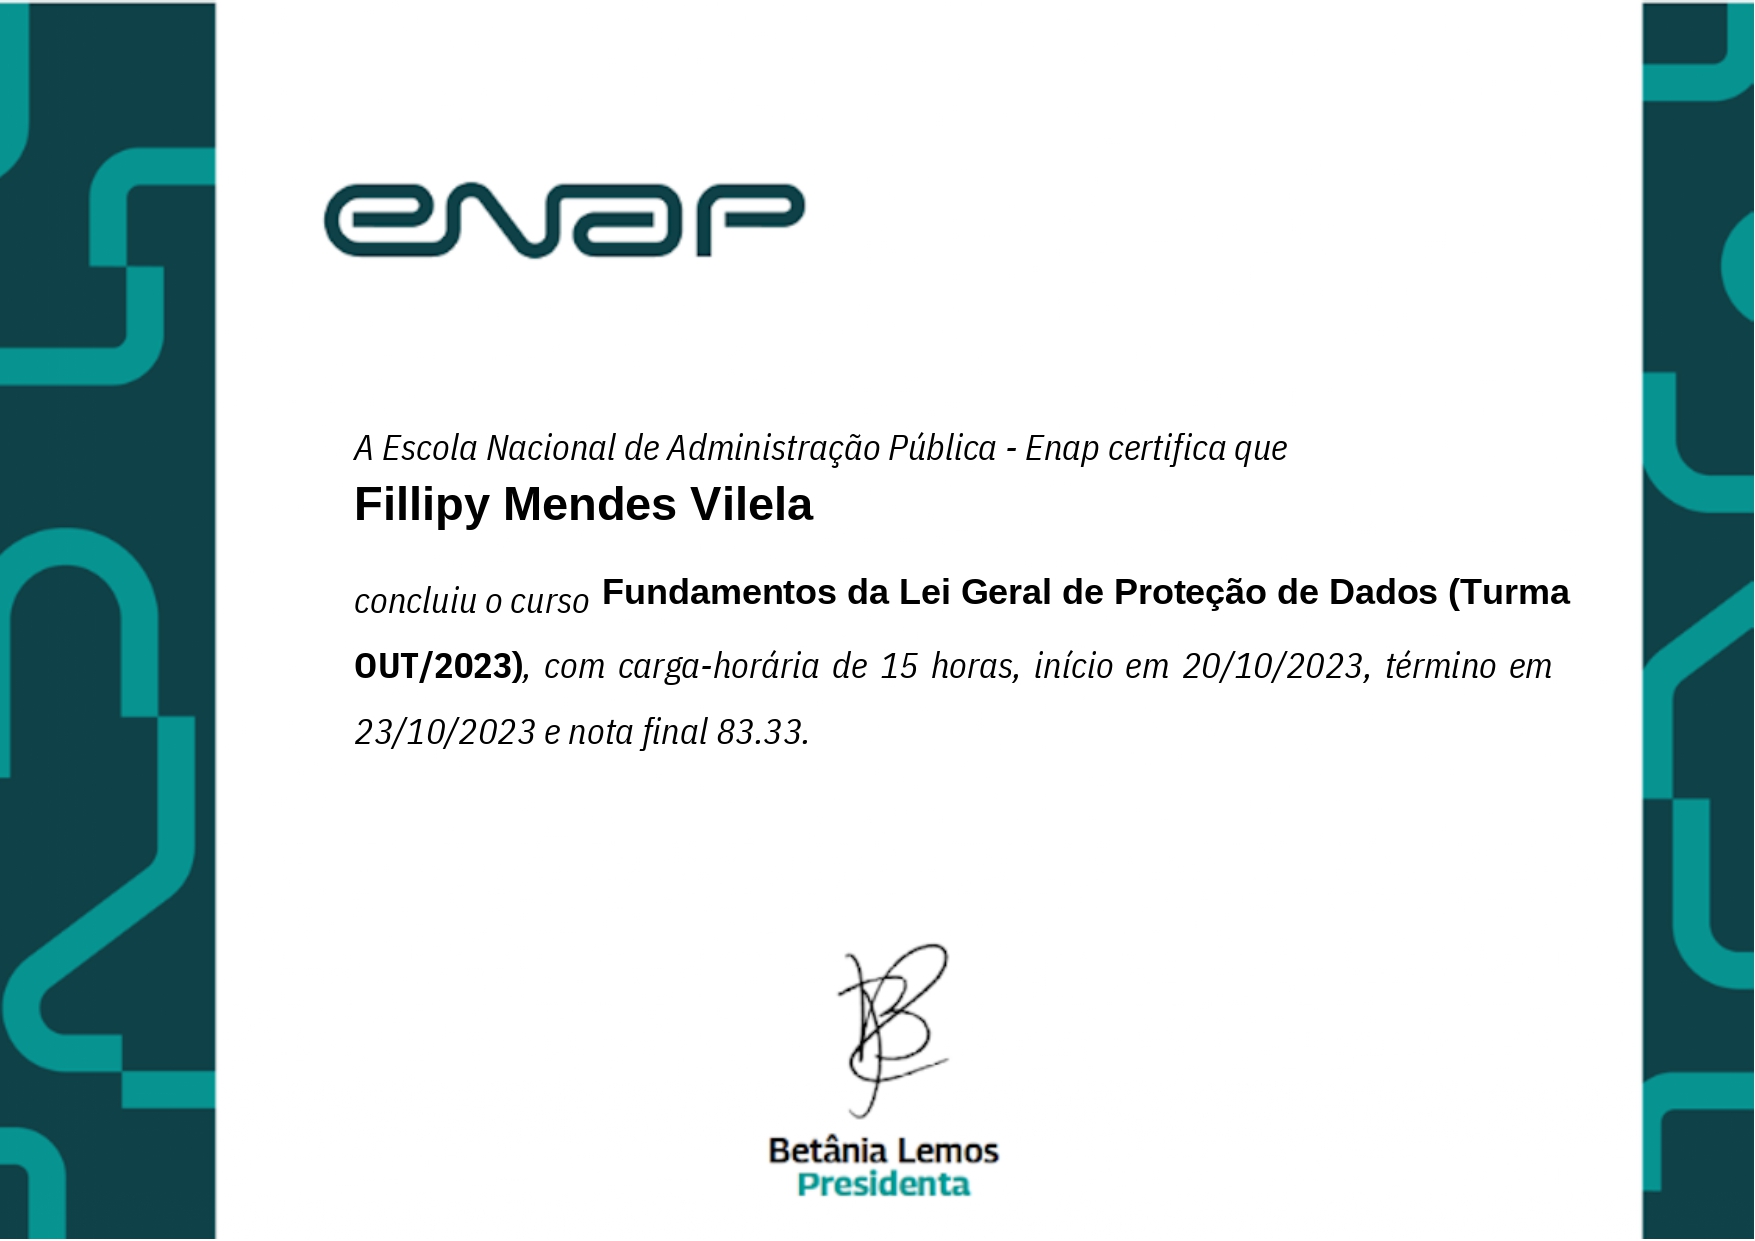 enap
A Escola Nacional de Administração Pública - Enap certifica que
Fillipy Mendes Vilela
concluiu o curso Fundamentos da Lei Geral de Proteção de Dados (Turma
OUT/2023), com carga-horária de 15 horas, início em 20/10/2023, término em
23/10/2023 e nota final 83.33.
Betânia Lemos
Presidenta